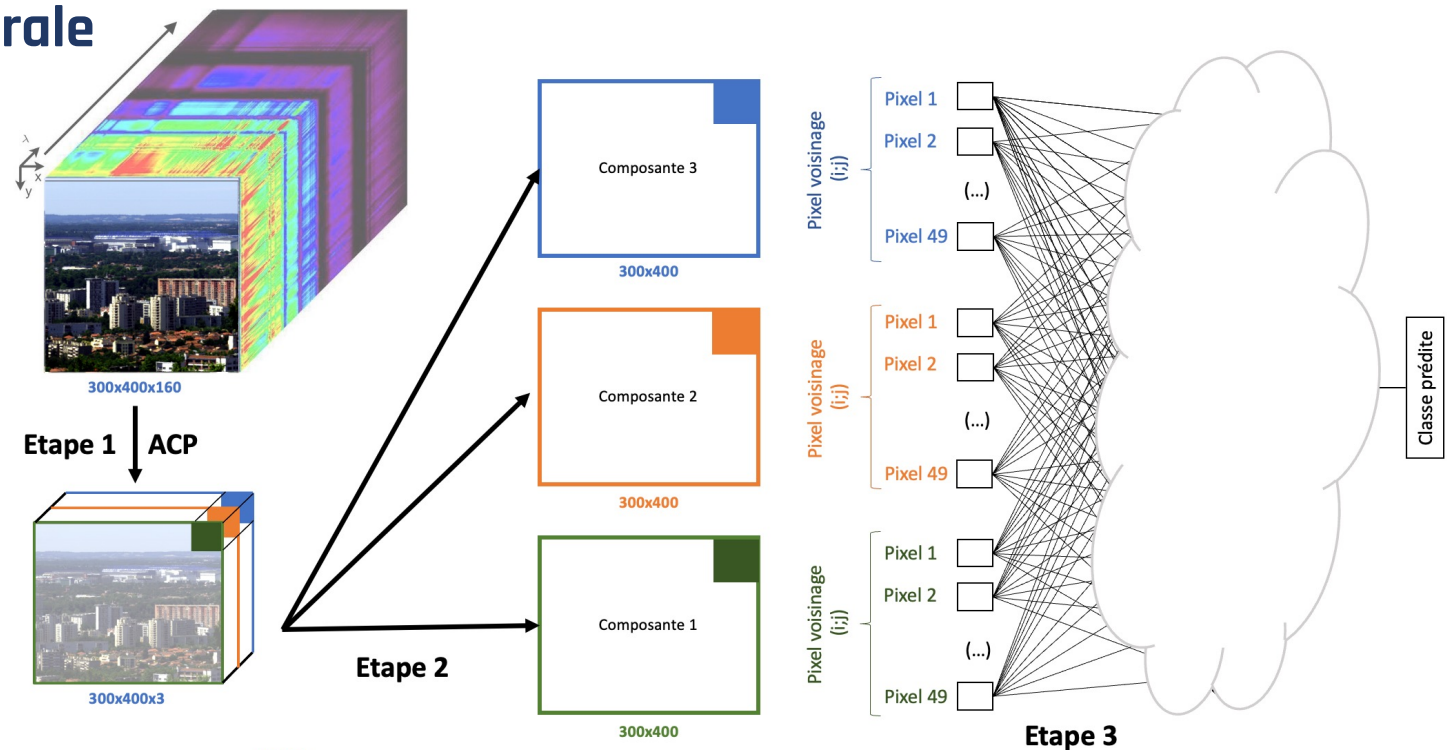 rale
λ
x
y
300x400x160
Etape 1
ACP
300x400x3
Etape 2
Composante 3
300x400
Composante 2
300x400
Composante 1
300x400
Pixel voisinage
(i;j)
Pixel 1
Pixel 2
(...)
Pixel 49
Pixel voisinage
(i;j)
Pixel 1
Pixel 2
(...)
Pixel 49
Pixel voisinage
(i;j)
Pixel 1
Pixel 2
(...)
Pixel 49
Etape 3
Classe prédite